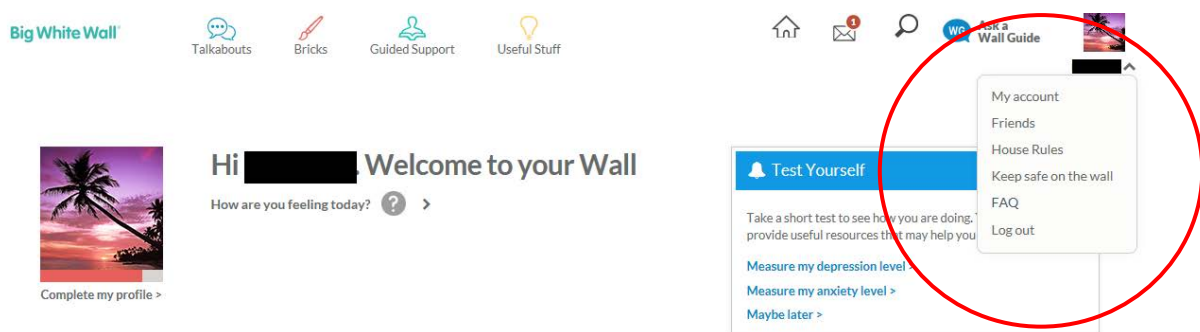 Big White Wall
Talkabouts
Bricks
Guided Support
Useful Stuff
1
WG
Ask a
Wall Guide
My account
Friends
House Rules
Keep safe on the wall
FAQ
Log out
Hi . Welcome to your Wall
How are you feeling today? ? >
Complete my profile >
Test Yourself
Take a short test to see how you are doing.
provide useful resources that may help you
Measure my depression level >
Measure my anxiety level >
Maybe later >